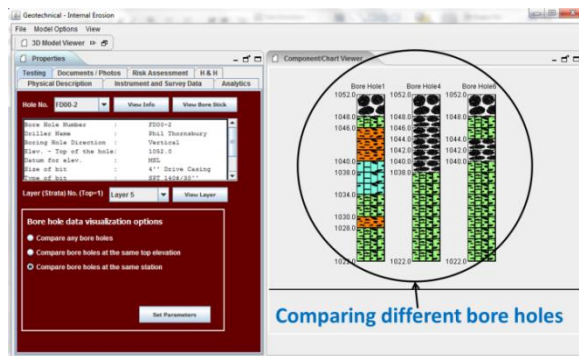 Geotechnical - Internal Erosion
File Model Options View
3D Model Viewer
Properties
Testing Documents / Photos Risk Assessment H & H
Physical Description Instrument and Survey Data Analytics
Hole No. FD00-2 View Info View Bore Stick
Bore Hole Number : FD00-2
Driller Name : Phil Thornsbury
Boring Hole Direction : Vertical
Elev. - Top of the hole: 1052.0
Datum for elev. : MSL
Size of bit : 4'' Drive Casing
Type of bit : SPT 140#/30''
Layer (Strata) No. (Top=1) Layer 5 View Layer
Bore hole data visualization options
Compare any bore holes
Compare bore holes at the same top elevation
Compare bore holes at the same station
Set Parameters
Component/Chart Viewer
Bore Hole1 Bore Hole4 Bore Hole6
1052.0 1052.0 1052.0
1048.0 1048.0 1048.0
1046.0
1044.0 1044.0
1042.0 1042.0
1040.0 1040.0 1040.0
1038.0 1038.0
1034.0
1030.0
1028.0
1022.0 1022.0 1022.0
Comparing different bore holes